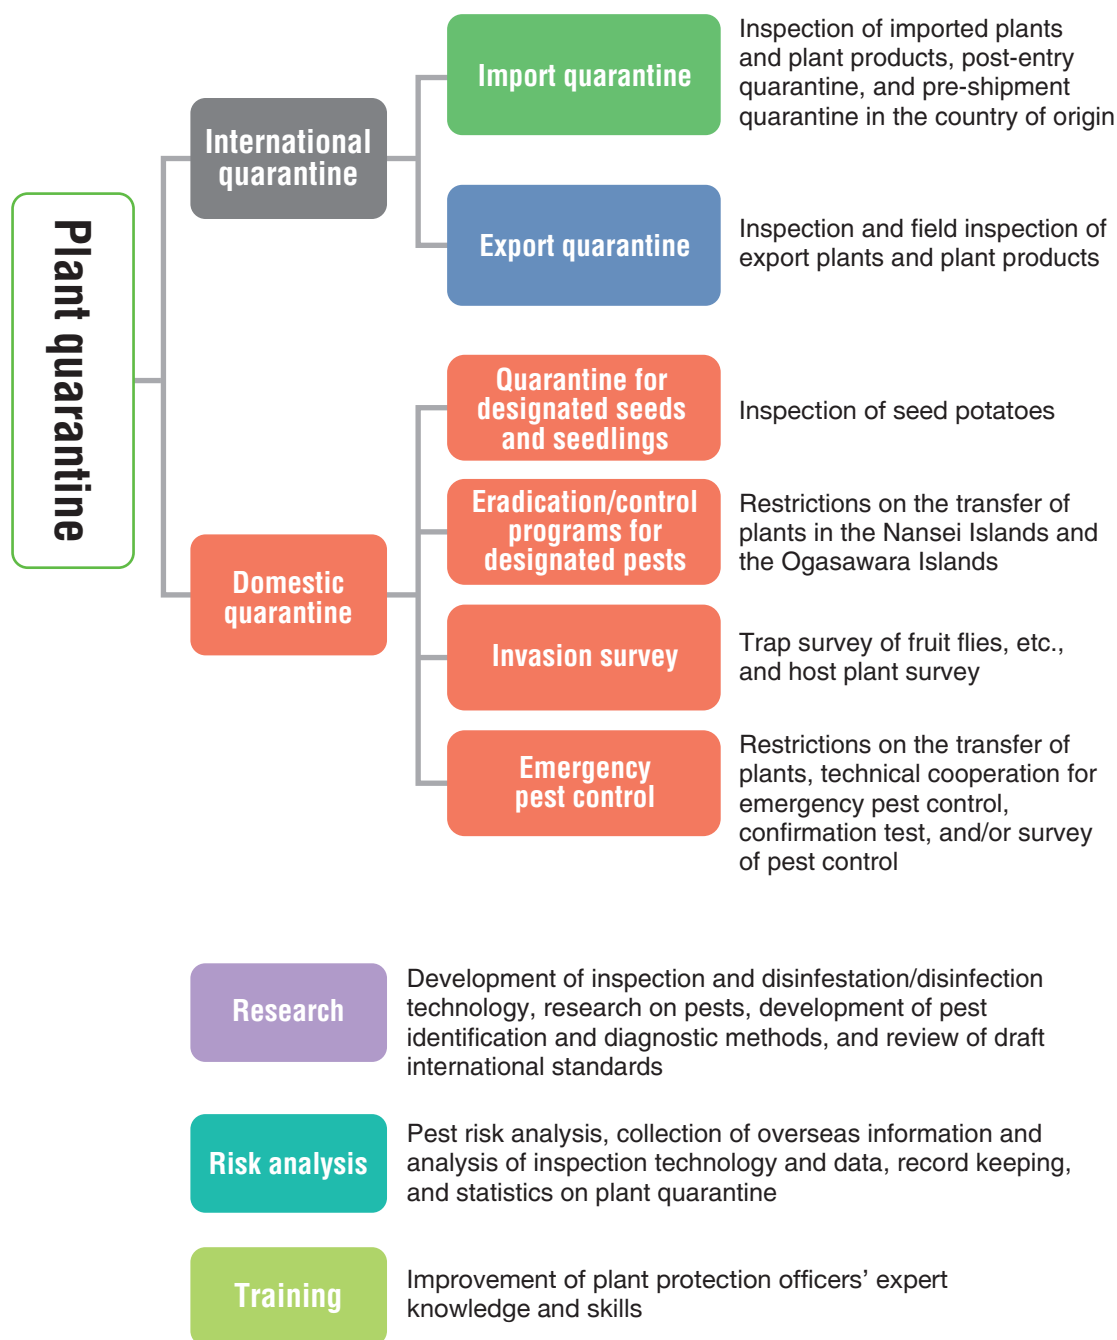 Plant quarantine
International
quarantine
Import quarantine
Inspection of imported plants
and plant products, post-entry
quarantine, and pre-shipment
quarantine in the country of origin
Export quarantine
Inspection and field inspection of
export plants and plant products
Domestic
quarantine
Quarantine for
designated seeds
and seedlings
Inspection of seed potatoes
Eradication/control
programs for
designated pests
Restrictions on the transfer of
plants in the Nansei Islands and
the Ogasawara Islands
Invasion survey
Trap survey of fruit flies, etc.,
and host plant survey
Emergency
pest control
Restrictions on the transfer of
plants, technical cooperation for
emergency pest control,
confirmation test, and/or survey
of pest control
Research
Development of inspection and disinfestation/disinfection
technology, research on pests, development of pest
identification and diagnostic methods, and review of draft
international standards
Risk analysis
Pest risk analysis, collection of overseas information and
analysis of inspection technology and data, record keeping,
and statistics on plant quarantine
Training
Improvement of plant protection officers’ expert
knowledge and skills